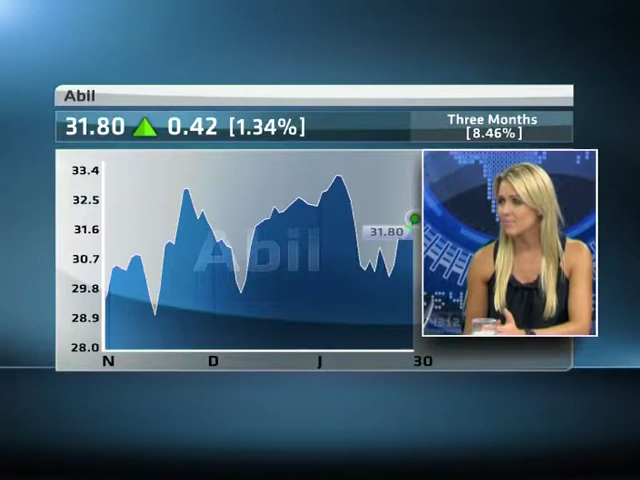 Abil
31.80 0.42 [1.34%]
Three Months
[8.46%]
33.4
32.5
31.6
30.7
29.8
28.9
28.0
Abil
31.80
N D J 30